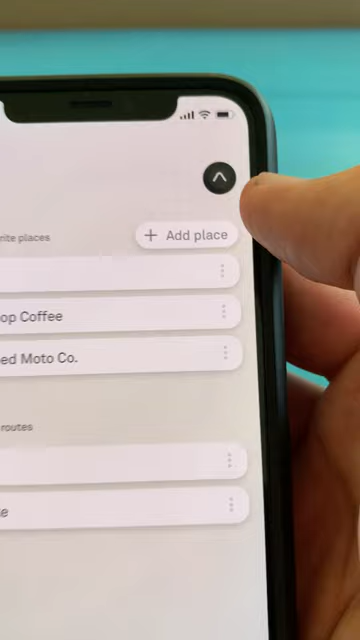 rite places
+ Add place
op Coffee
ed Moto Co.
routes
e